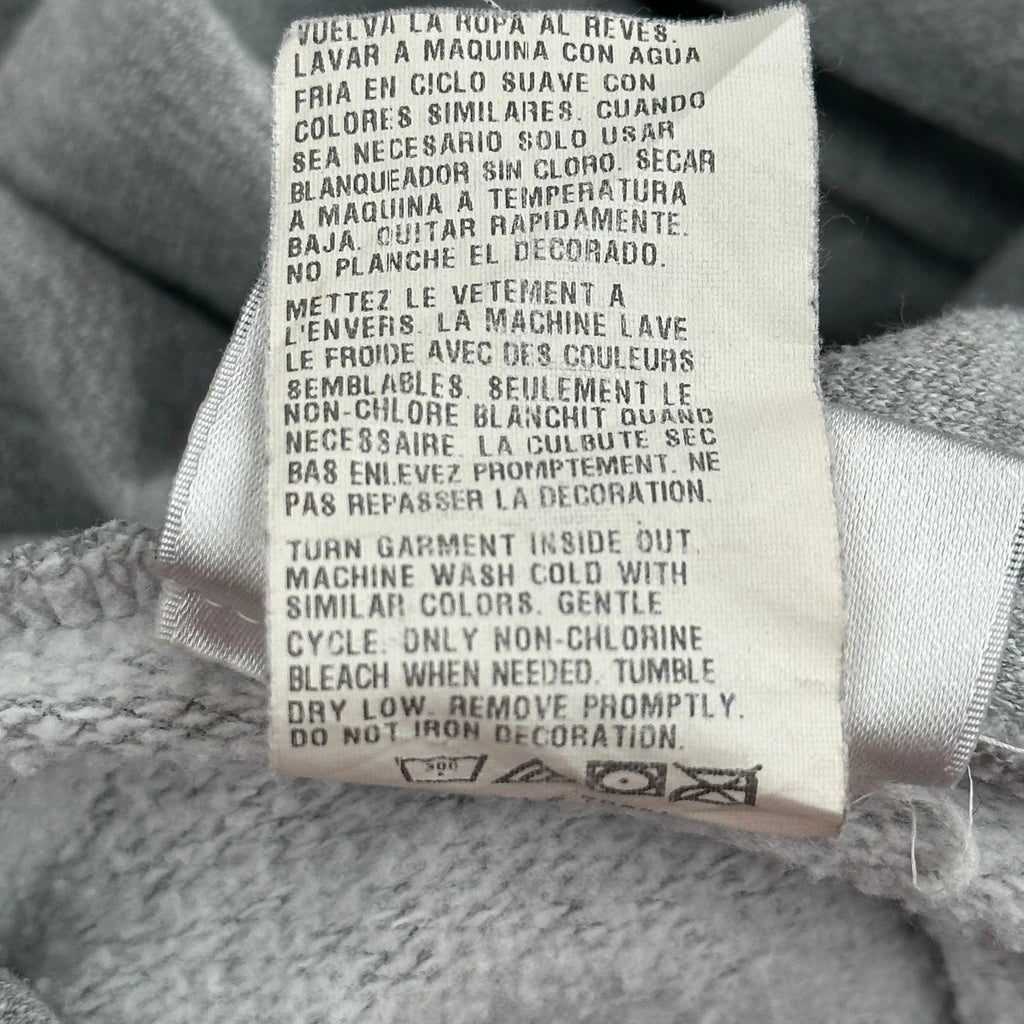 VUELVA LA ROPA AL REVES.
LAVAR A MAQUINA CON AGUA
FRIA EN CICLO SUAVE CON
COLORES SIMILARES. CUANDO
SEA NECESARIO SOLO USAR
BLANQUEADOR SIN CLORO. SECAR
A MAQUINA A TEMPERATURA
BAJA. QUITAR RAPIDAMENTE.
NO PLANCHE EL DECORADO.
METTEZ LE VETEMENT A
L'ENVERS. LA MACHINE LAVE
LE FROIDE AVEC DES COULEURS
SEMBLABLES. SEULEMENT LE
NON-CHLORE BLANCHIT QUAND
NECESSAIRE. LA CULBUTE SEC
BAS ENLEVEZ PROMPTEMENT. NE
PAS REPASSER LA DECORATION.
TURN GARMENT INSIDE OUT.
MACHINE WASH COLD WITH
SIMILAR COLORS. GENTLE
CYCLE. ONLY NON-CHLORINE
BLEACH WHEN NEEDED. TUMBLE
DRY LOW. REMOVE PROMPTLY.
DO NOT IRON DECORATION.